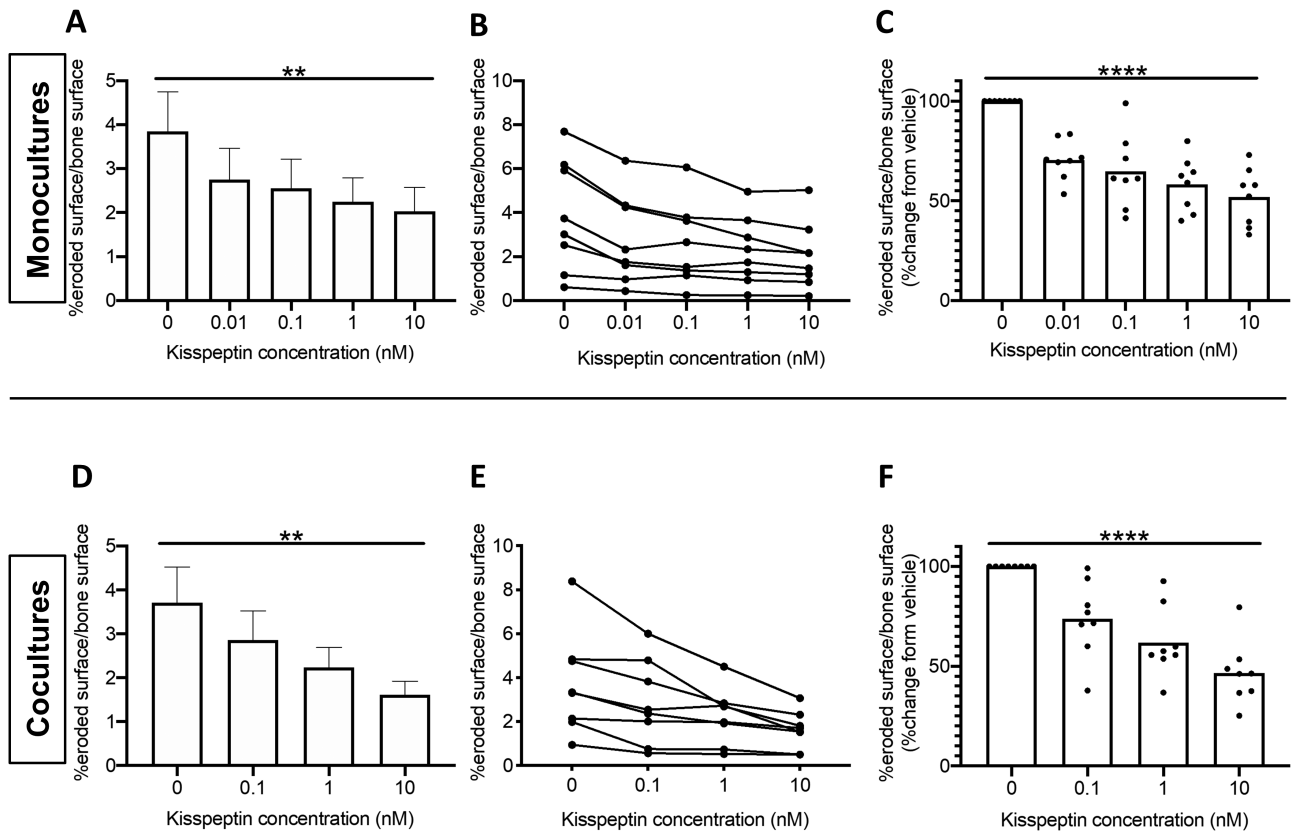 A
B
C
Monocultures
%eroded surface/bone surface
5
4
3
2
1
0
**
0 0.01 0.1 1 10
Kisspeptin concentration (nM)
%eroded surface/bone surface
10
8
6
4
2
0
0 0.01 0.1 1 10
Kisspeptin concentration (nM)
%eroded surface/bone surface
(%change from vehicle)
100
50
0
****
0 0.01 0.1 1 10
Kisspeptin concentration (nM)
D
E
F
Cocultures
%eroded surface/bone surface
5
4
3
2
1
0
**
0 0.1 1 10
Kisspeptin concentration (nM)
%eroded surface/bone surface
10
8
6
4
2
0
0 0.1 1 10
Kisspeptin concentration (nM)
%eroded surface/bone surface
(%change form vehicle)
100
50
0
****
0 0.1 1 10
Kisspeptin concentration (nM)